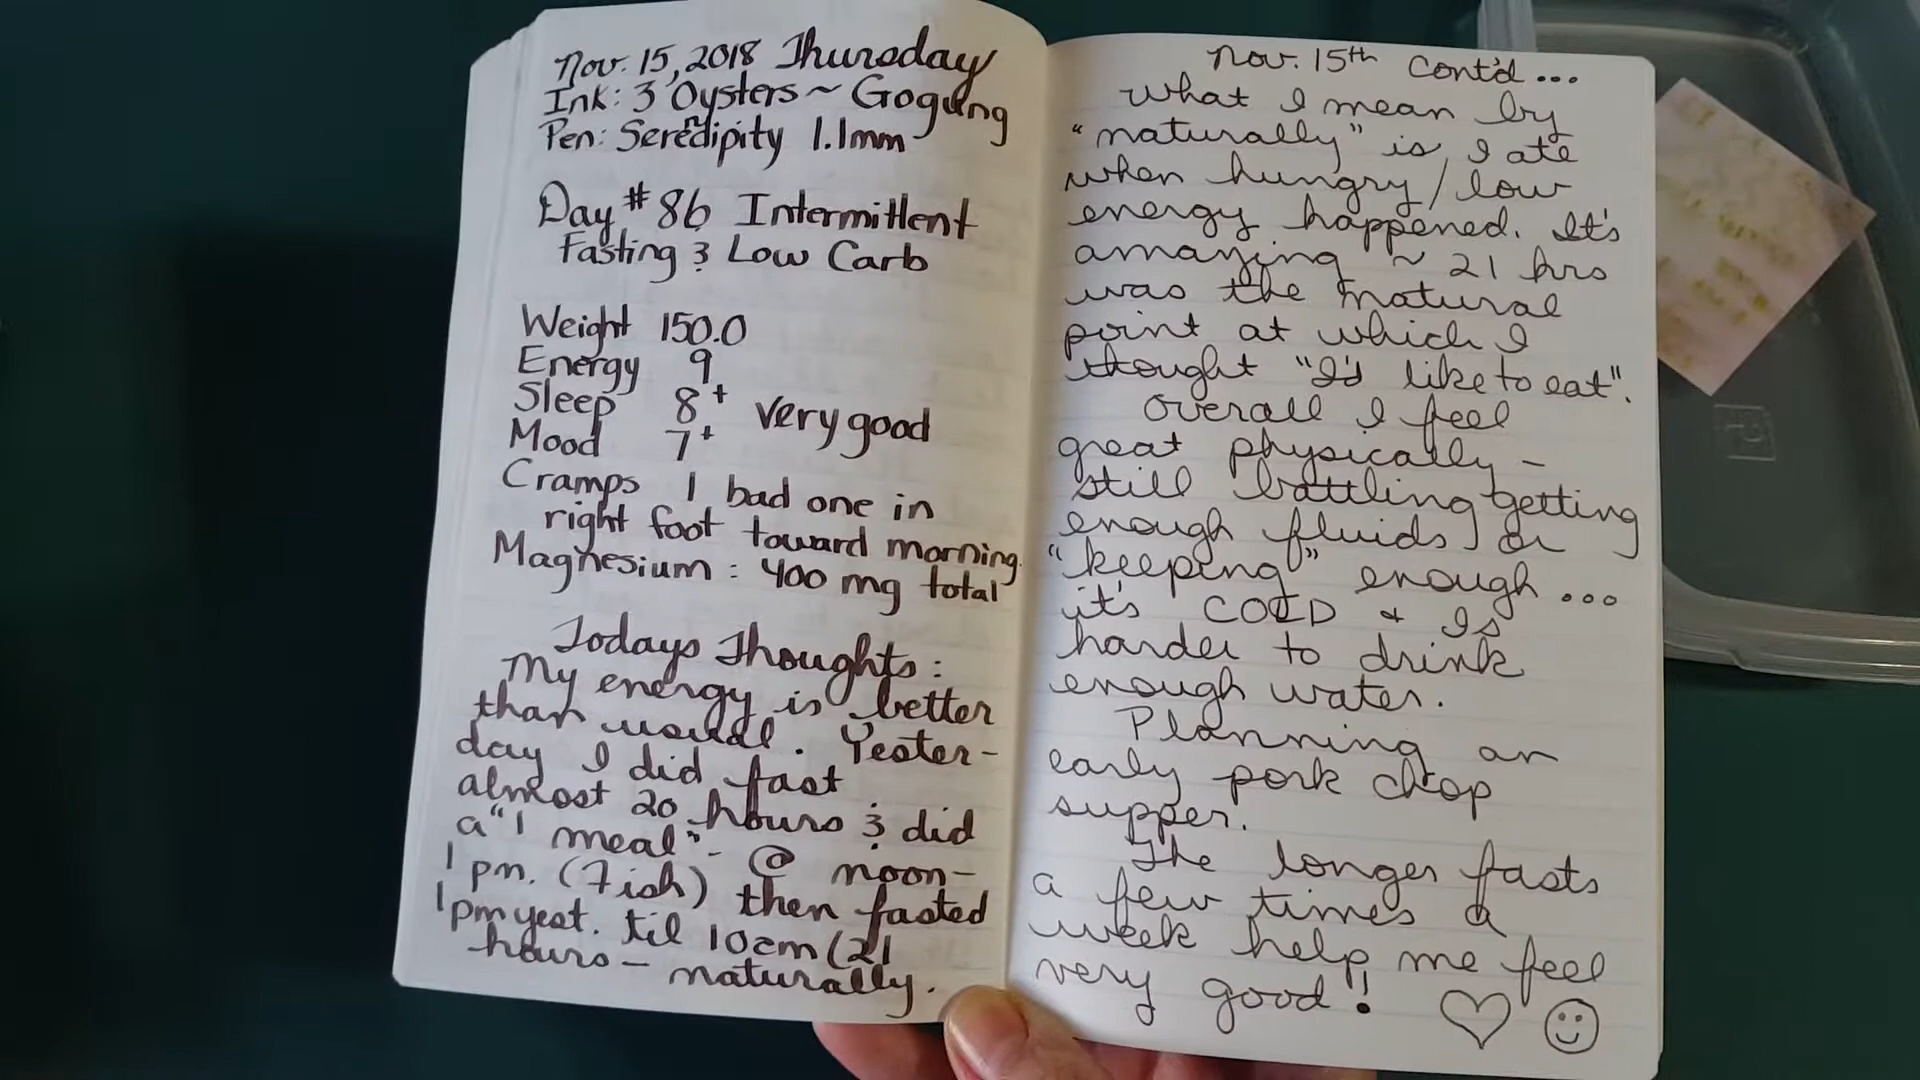 Nov. 15, 2018 Thursday
Ink: 3 Oysters ~ Gogung
Pen: Serendipity 1.1mm
Day # 86 Intermittent
Fasting & Low Carb
Weight 150.0
Energy 9
Sleep 8+ very good
Mood 7+
Cramps 1 bad one in
right foot toward morning.
Magnesium: 400 mg total
Todays Thoughts:
My energy is better
than usual. Yester-
day I did fast
almost 20 hours & did
a "1 meal" - @ noon-
1 pm. (7ish) then fasted
1pm yest. til 10am (21
hours - naturally.
Nov. 15th Cont'd...
What I mean by
"naturally" is, I ate
when hungry/low
energy happened. It's
amazing ~ 21 hrs
was the natural
point at which I
thought "I'd like to eat".
Overall I feel
great physically -
still battling getting
enough fluids or
"keeping" enough...
it's COLD & Is
harder to drink
enough water.
Planning an
early pork chop
supper.
The longer fasts
a few times a
week help me feel
very good!